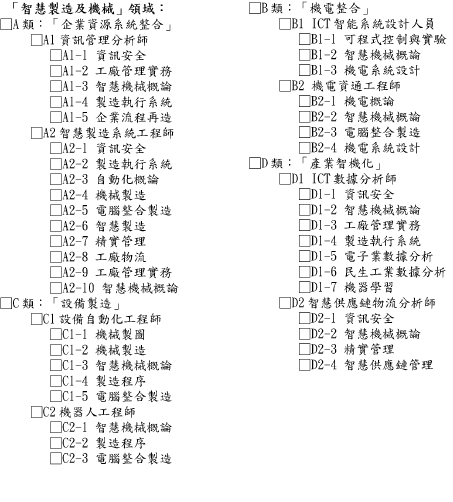 「智慧製造及機械」領域：
□A 類：「企業資源系統整合」
□A1 資訊管理分析師
□A1-1 資訊安全
□A1-2 工廠管理實務
□A1-3 智慧機械概論
□A1-4 製造執行系統
□A1-5 企業流程再造
□A2 智慧製造系統工程師
□A2-1 資訊安全
□A2-2 製造執行系統
□A2-3 自動化概論
□A2-4 機械製造
□A2-5 電腦整合製造
□A2-6 智慧製造
□A2-7 精實管理
□A2-8 工廠物流
□A2-9 工廠管理實務
□A2-10 智慧機械概論
□C 類：「設備製造」
□C1 設備自動化工程師
□C1-1 機械製圖
□C1-2 機械製造
□C1-3 智慧機械概論
□C1-4 製造程序
□C1-5 電腦整合製造
□C2 機器人工程師
□C2-1 智慧機械概論
□C2-2 製造程序
□C2-3 電腦整合製造
□B 類：「機電整合」
□B1 ICT 智能系統設計人員
□B1-1 可程式控制與實驗
□B1-2 智慧機械概論
□B1-3 機電系統設計
□B2 機電資通工程師
□B2-1 機電概論
□B2-2 智慧機械概論
□B2-3 電腦整合製造
□B2-4 機電系統設計
□D 類：「產業智機化」
□D1 ICT 數據分析師
□D1-1 資訊安全
□D1-2 智慧機械概論
□D1-3 工廠管理實務
□D1-4 製造執行系統
□D1-5 電子業數據分析
□D1-6 民生工業數據分析
□D1-7 機器學習
□D2 智慧供應鏈物流分析師
□D2-1 資訊安全
□D2-2 智慧機械概論
□D2-3 精實管理
□D2-4 智慧供應鏈管理